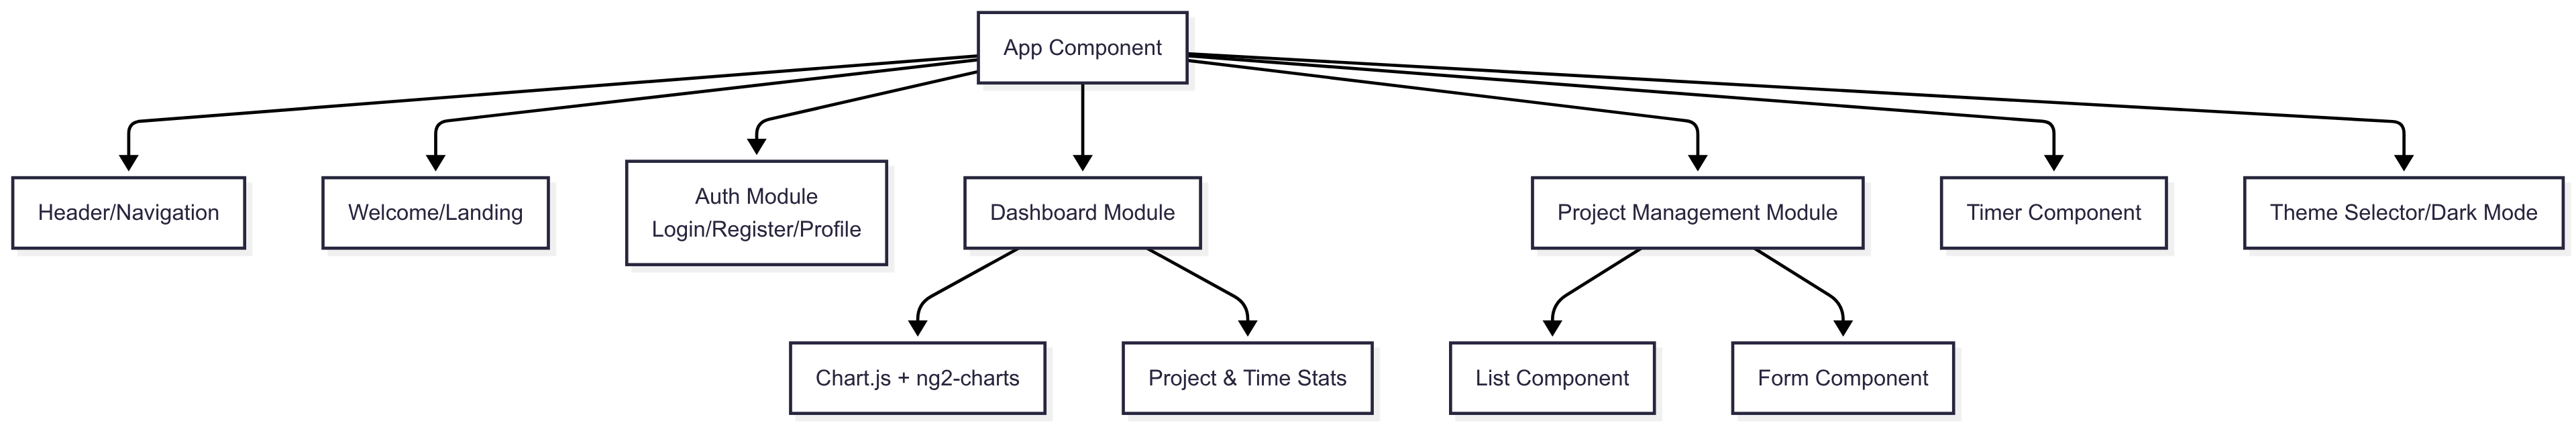 App Component
Header/Navigation
Welcome/Landing
Auth Module
Login/Register/Profile
Dashboard Module
Project Management Module
Timer Component
Theme Selector/Dark Mode
Chart.js + ng2-charts
Project & Time Stats
List Component
Form Component